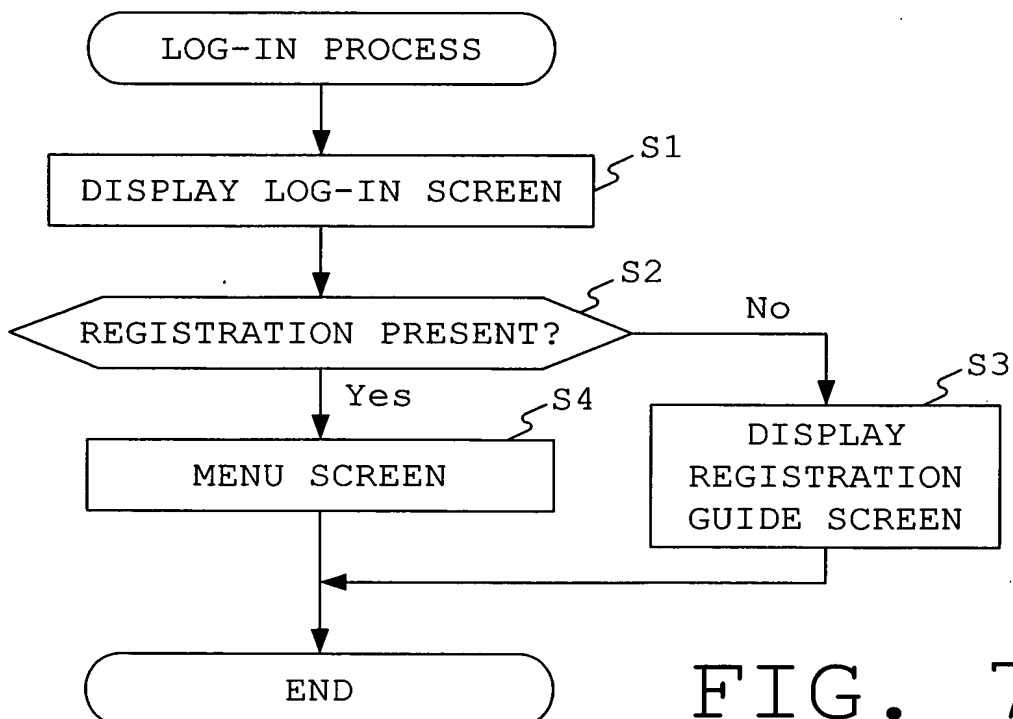 LOG-IN PROCESS
S1
DISPLAY LOG-IN SCREEN
S2
REGISTRATION PRESENT?
No
Yes
S3
S4
DISPLAY
REGISTRATION
GUIDE SCREEN
MENU SCREEN
END
FIG. 7